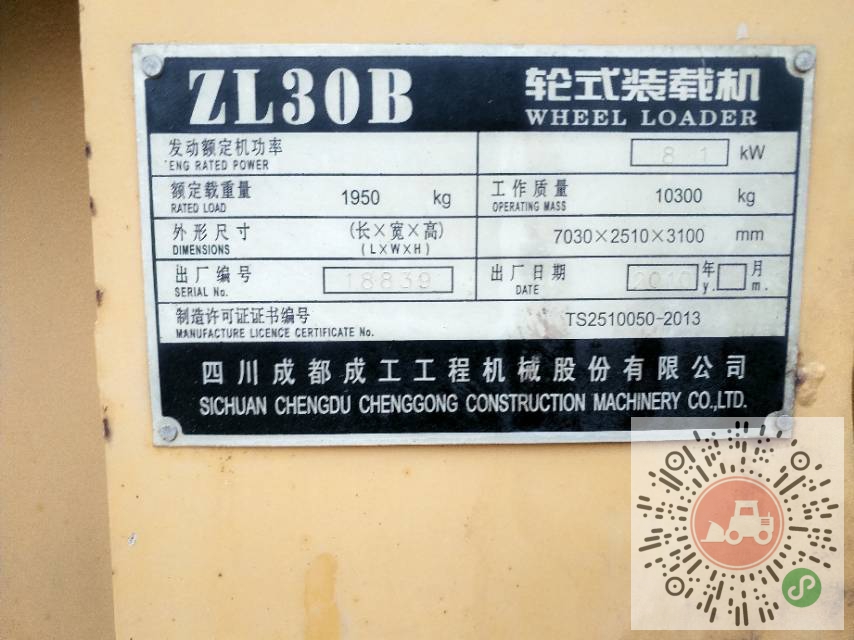 ZL30B 轮式装载机
WHEEL LOADER
发动额定机功率 81 kW
ENG RATED POWER
额定载重量 1950 kg 工作质量 10300 kg
RATED LOAD OPERATING MASS
外形尺寸 (长×宽×高) 7030×2510×3100 mm
DIMENSIONS (L×W×H)
出厂编号 18839 出厂日期 2010 年 月
SERIAL No. DATE y. m.
制造许可证证书编号 TS2510050-2013
MANUFACTURE LICENCE CERTIFICATE No.
四川成都成工工程机械股份有限公司
SICHUAN CHENGDU CHENGGONG CONSTRUCTION MACHINERY CO.,LTD.